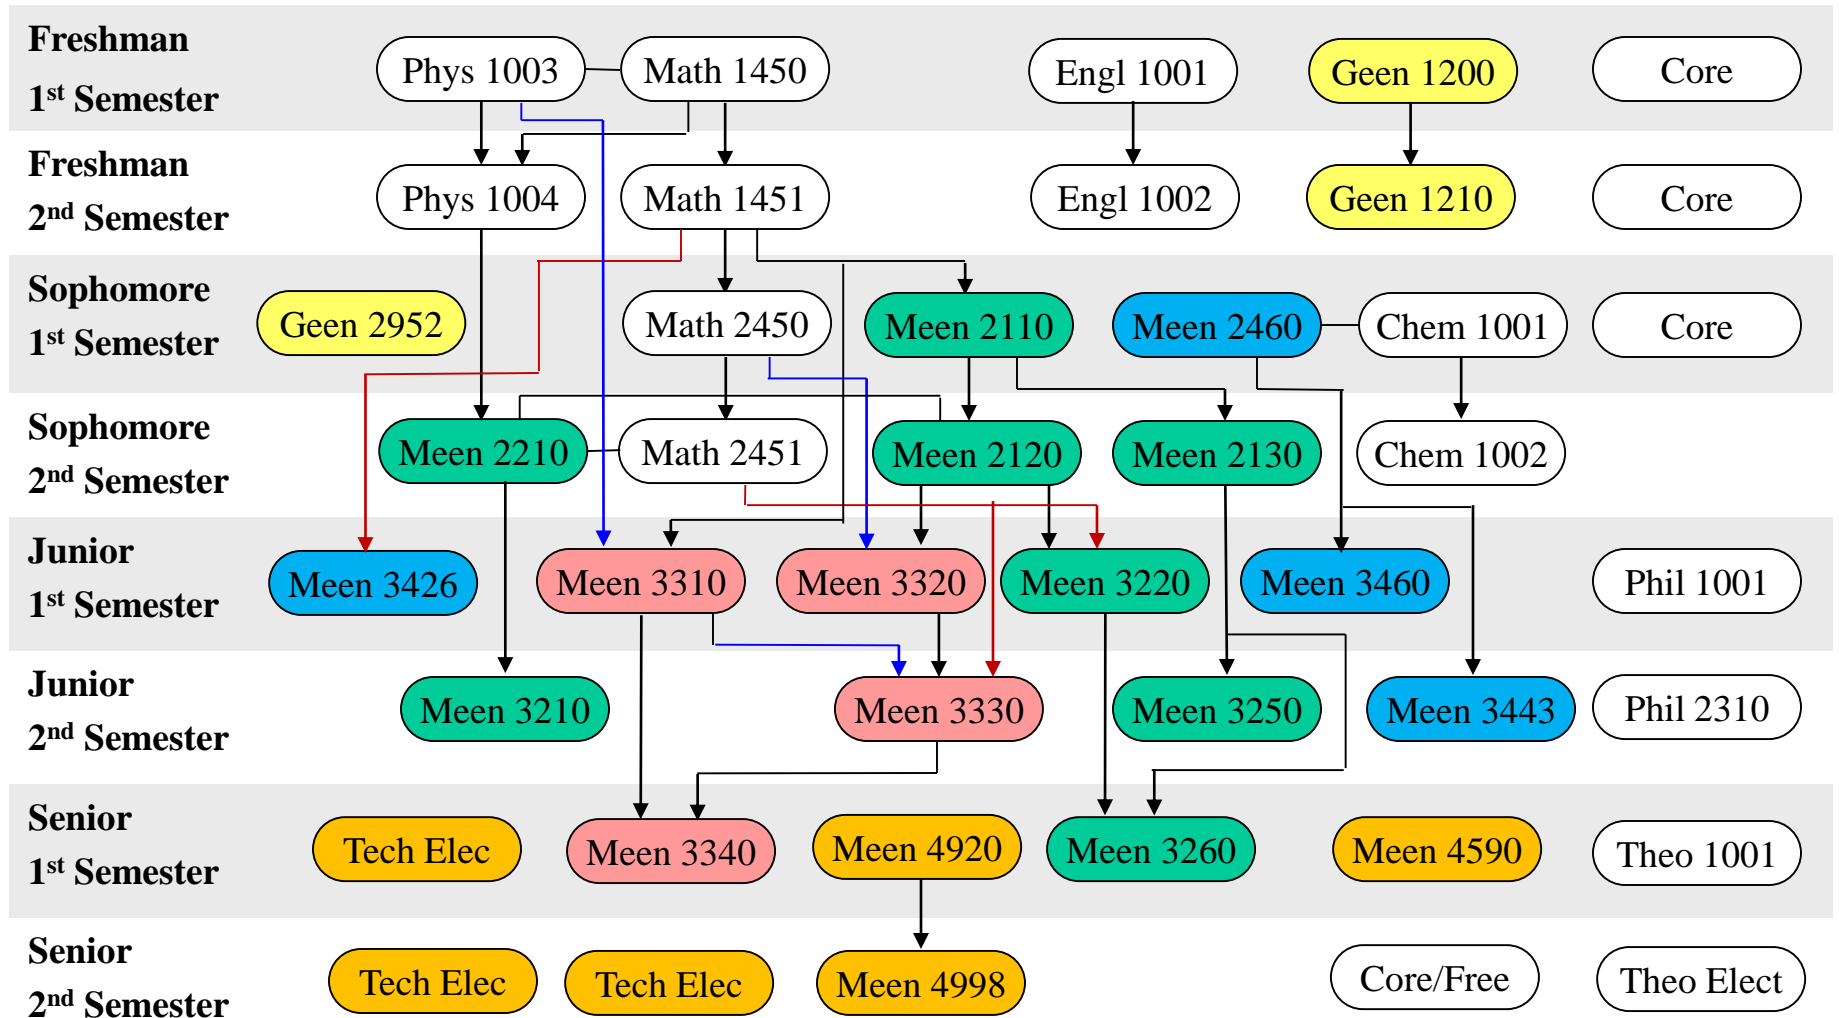 Freshman
1st Semester
Phys 1003
Math 1450
Engl 1001
Geen 1200
Core
Freshman
2nd Semester
Phys 1004
Math 1451
Engl 1002
Geen 1210
Core
Sophomore
1st Semester
Geen 2952
Math 2450
Meen 2110
Meen 2460
Chem 1001
Core
Sophomore
2nd Semester
Meen 2210
Math 2451
Meen 2120
Meen 2130
Chem 1002
Junior
1st Semester
Meen 3426
Meen 3310
Meen 3320
Meen 3220
Meen 3460
Phil 1001
Junior
2nd Semester
Meen 3210
Meen 3330
Meen 3250
Meen 3443
Phil 2310
Senior
1st Semester
Tech Elec
Meen 3340
Meen 4920
Meen 3260
Meen 4590
Theo 1001
Senior
2nd Semester
Tech Elec
Tech Elec
Meen 4998
Core/Free
Theo Elect